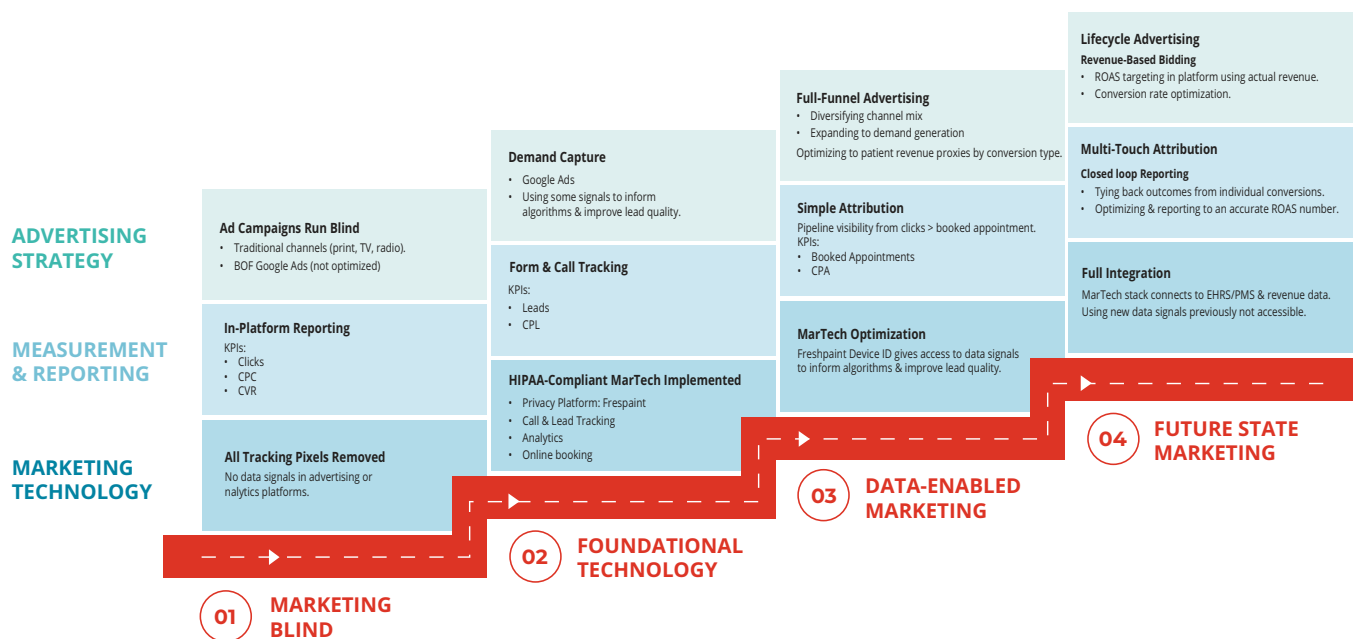 ADVERTISING
STRATEGY
MEASUREMENT
& REPORTING
MARKETING
TECHNOLOGY
Ad Campaigns Run Blind
• Traditional channels (print, TV, radio).
• BOF Google Ads (not optimized)
In-Platform Reporting
KPIs:
• Clicks
• CPC
• CVR
All Tracking Pixels Removed
No data signals in advertising or
nalytics platforms.
01
MARKETING
BLIND
Demand Capture
• Google Ads
• Using some signals to inform
algorithms & improve lead quality.
Form & Call Tracking
KPIs:
• Leads
• CPL
HIPAA-Compliant MarTech Implemented
• Privacy Platform: Frespaint
• Call & Lead Tracking
• Analytics
• Online booking
02
FOUNDATIONAL
TECHNOLOGY
Full-Funnel Advertising
• Diversifying channel mix
• Expanding to demand generation
Optimizing to patient revenue proxies by conversion type.
Simple Attribution
Pipeline visibility from clicks > booked appointment.
KPIs:
• Booked Appointments
• CPA
MarTech Optimization
Freshpaint Device ID gives access to data signals
to inform algorithms & improve lead quality.
03
DATA-ENABLED
MARKETING
Lifecycle Advertising
Revenue-Based Bidding
• ROAS targeting in platform using actual revenue.
• Conversion rate optimization.
Multi-Touch Attribution
Closed loop Reporting
• Tying back outcomes from individual conversions.
• Optimizing & reporting to an accurate ROAS number.
Full Integration
MarTech stack connects to EHRS/PMS & revenue data.
Using new data signals previously not accessible.
04
FUTURE STATE
MARKETING